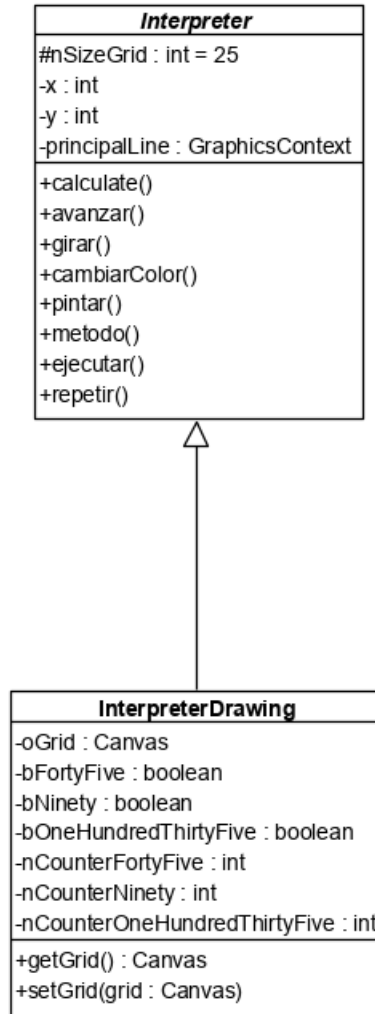 Interpreter
#nSizeGrid : int = 25
-x : int
-y : int
-principalLine : GraphicsContext
+calculate()
+avanzar()
+girar()
+cambiarColor()
+pintar()
+metodo()
+ejecutar()
+repetir()
InterpreterDrawing
-oGrid : Canvas
-bFortyFive : boolean
-bNinety : boolean
-bOneHundredThirtyFive : boolean
-nCounterFortyFive : int
-nCounterNinety : int
-nCounterOneHundredThirtyFive : int
+getGrid() : Canvas
+setGrid(grid : Canvas)